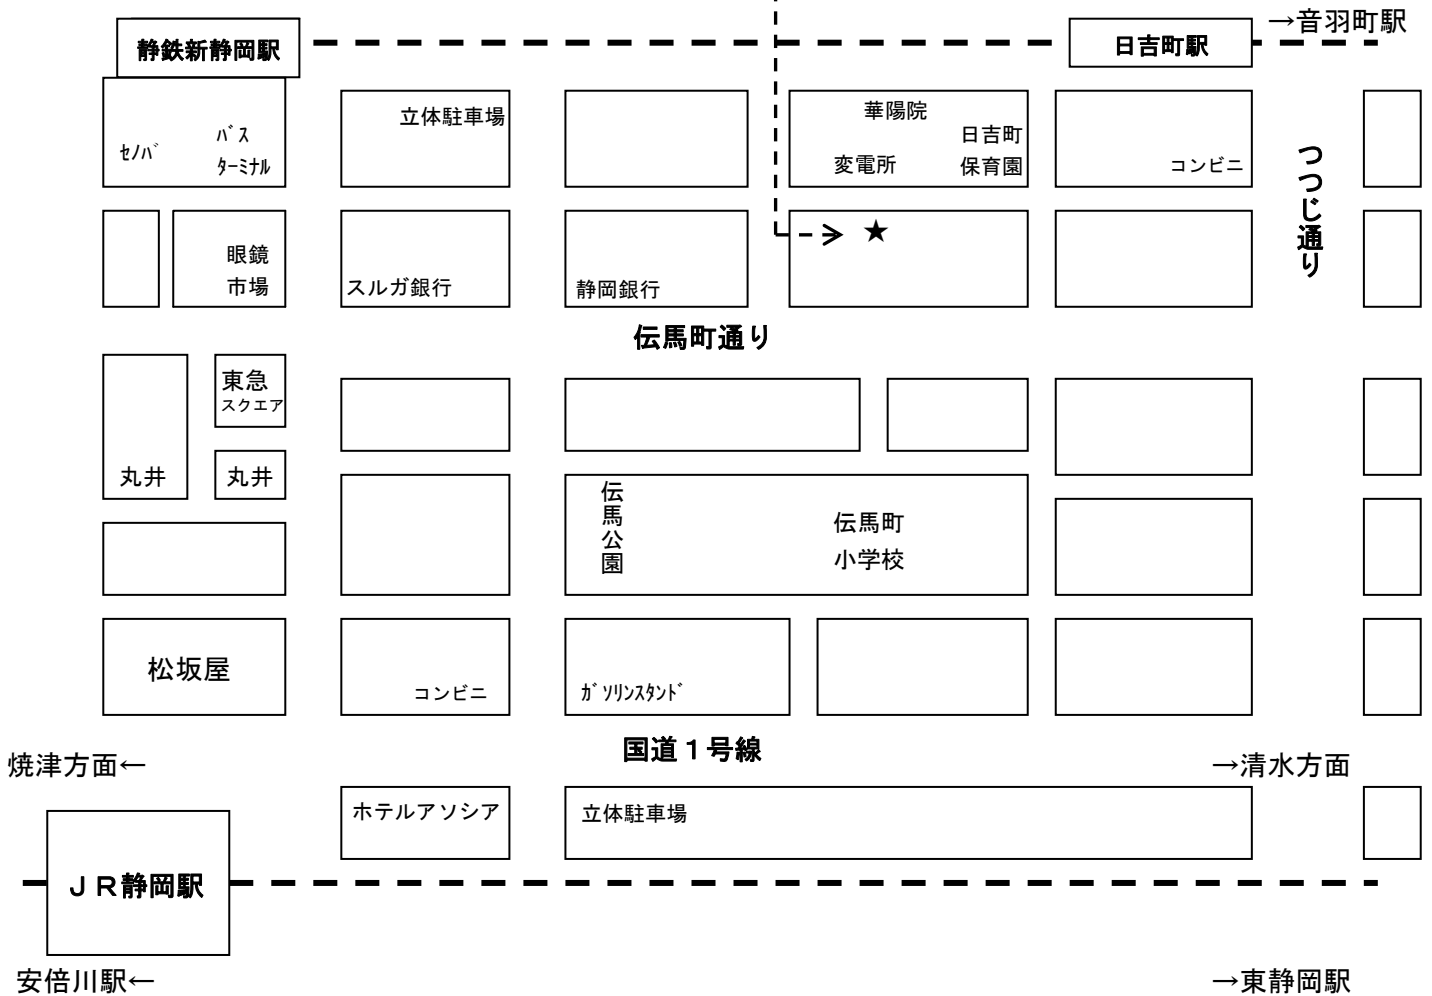 →音羽町駅
静鉄新静岡駅
日吉町駅
立体駐車場
華陽院
ﾊﾞｽ
日吉町
ｾﾉﾊﾞ
ﾀｰﾐﾅﾙ
変電所
保育園
コンビニ
つつじ通り
★
眼鏡
市場
スルガ銀行
静岡銀行
伝馬町通り
東急
スクエア
丸井
丸井
伝馬公園
伝馬町
小学校
松坂屋
コンビニ
ｶﾞｿﾘﾝｽﾀﾝﾄﾞ
国道１号線
焼津方面←
→清水方面
ホテルアソシア
立体駐車場
ＪＲ静岡駅
安倍川駅←
→東静岡駅